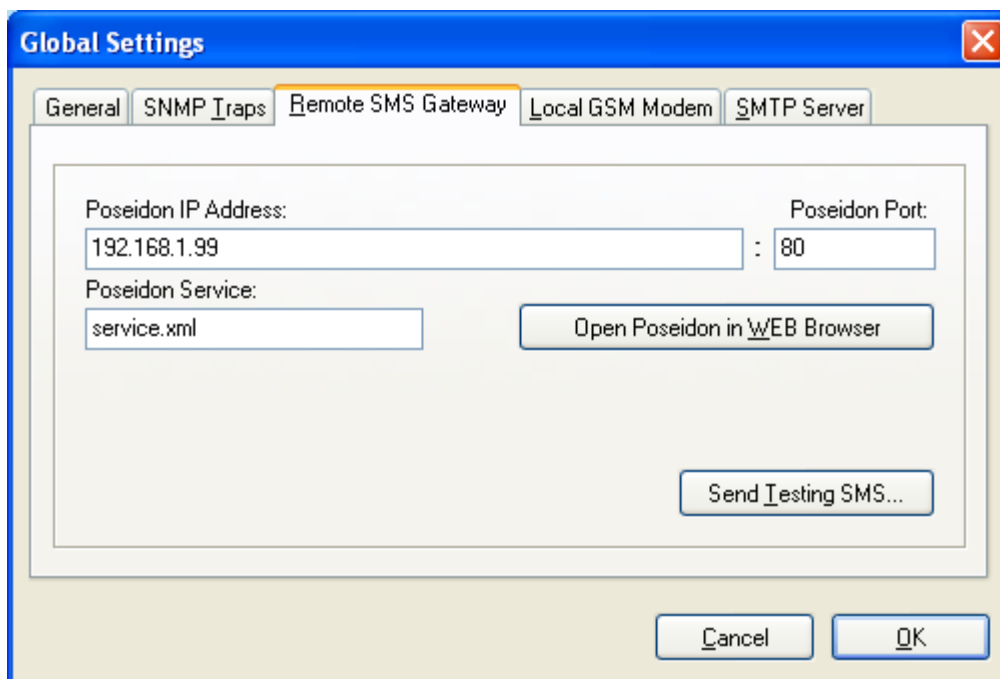 Global Settings
General SNMP Traps Remote SMS Gateway Local GSM Modem SMTP Server
Poseidon IP Address: Poseidon Port:
192.168.1.99 : 80
Poseidon Service:
service.xml Open Poseidon in WEB Browser
Send Testing SMS...
Cancel OK